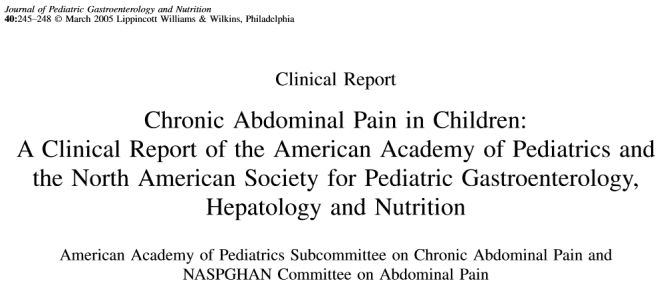 Journal of Pediatric Gastroenterology and Nutrition
40:245–248 © March 2005 Lippincott Williams & Wilkins, Philadelphia
Clinical Report
Chronic Abdominal Pain in Children:
A Clinical Report of the American Academy of Pediatrics and
the North American Society for Pediatric Gastroenterology,
Hepatology and Nutrition
American Academy of Pediatrics Subcommittee on Chronic Abdominal Pain and
NASPGHAN Committee on Abdominal Pain